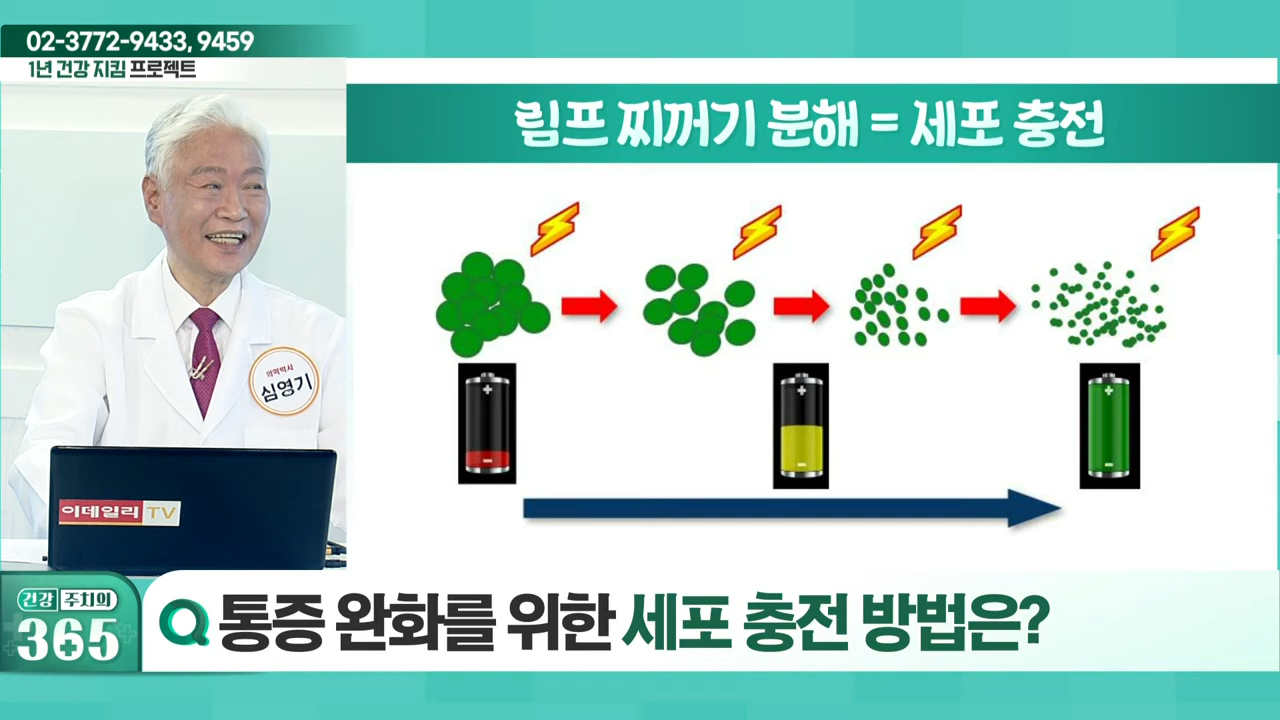 02-3772-9433, 9459
1년 건강 지킴 프로젝트
림프 찌꺼기 분해 = 세포 충전
의학박사
심영기
이데일리 TV
건강 주치의
365
Q 통증 완화를 위한 세포 충전 방법은?